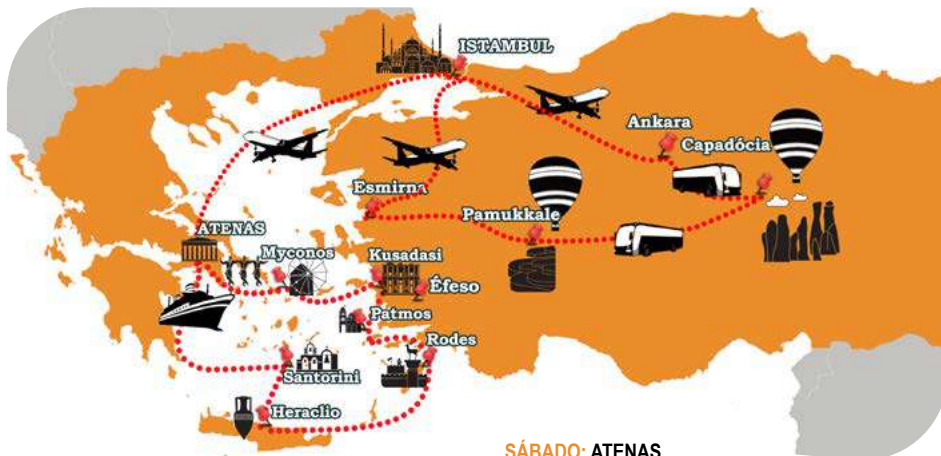 ISTAMBUL
Ankara
Capadócia
Esmirna
Pamukkale
ATENAS
Myconos
Kusadasi
Éfeso
Patmos
Rodes
Santorini
Heraclio
SÁBADO: ATENAS